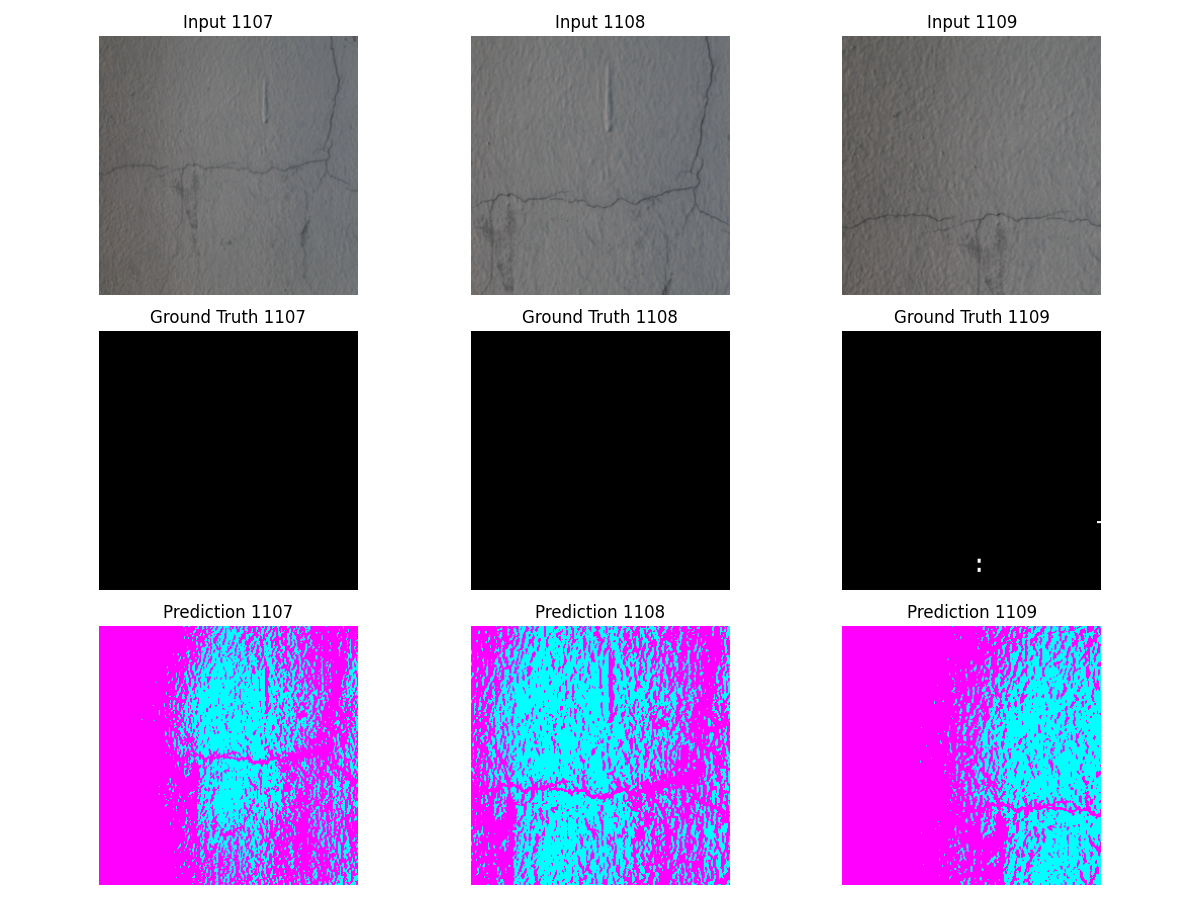 Input 1107
Input 1108
Input 1109
Ground Truth 1107
Ground Truth 1108
Ground Truth 1109
Prediction 1107
Prediction 1108
Prediction 1109